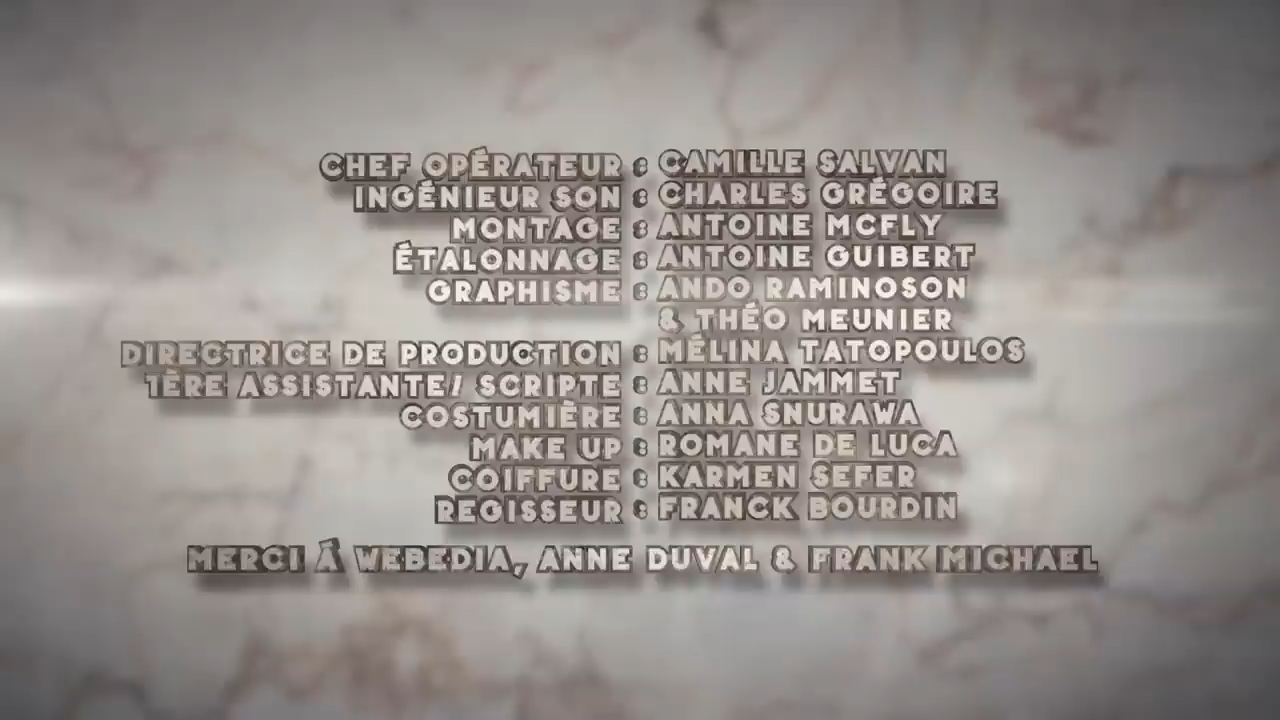 CHEF OPÉRATEUR : CAMILLE SALVAN
INGÉNIEUR SON : CHARLES GRÉGOIRE
MONTAGE : ANTOINE MCFLY
ÉTALONNAGE : ANTOINE GUIBERT
GRAPHISME : ANDO RAMINOSON
& THÉO MEUNIER
DIRECTRICE DE PRODUCTION : MÉLINA TATOPOULOS
1ÈRE ASSISTANTE/ SCRIPTE : ANNE JAMMET
COSTUMIÈRE : ANNA SNURAWA
MAKE UP : ROMANE DE LUCA
COIFFURE : KARMEN SEFER
REGISSEUR : FRANCK BOURDIN
MERCI À WEBEDIA, ANNE DUVAL & FRANK MICHAEL